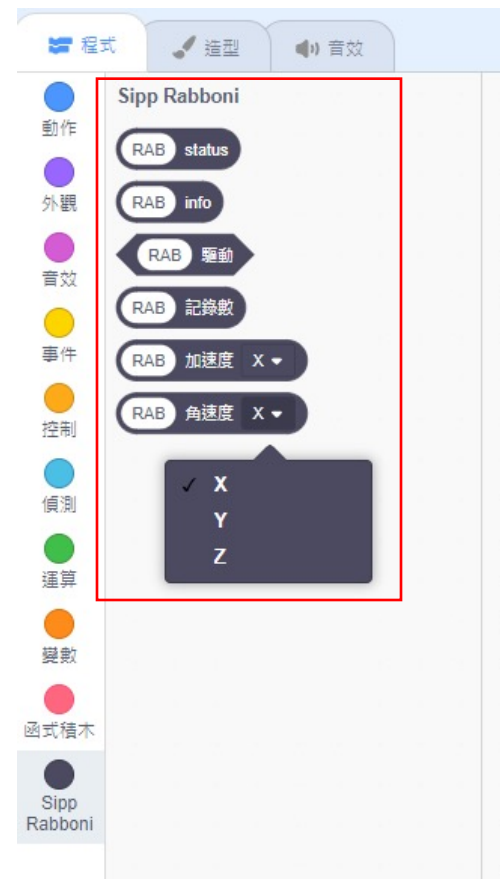 程式
造型
音效
動作
外觀
音效
事件
控制
偵測
運算
變數
函式積木
Sipp
Rabboni
Sipp Rabboni
RAB status
RAB info
RAB 驅動
RAB 記錄數
RAB 加速度 X
RAB 角速度 X
✓ X
Y
Z